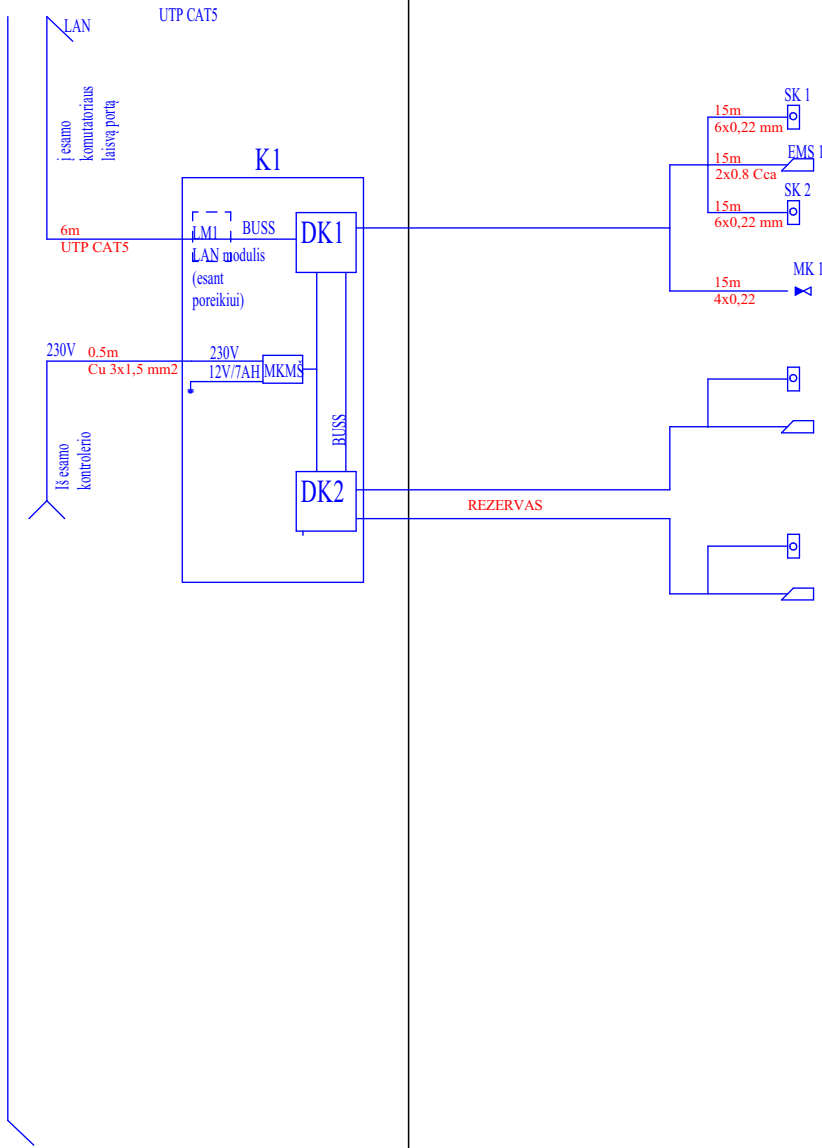 UTP CAT5
LAN
į esamo
komutatoriaus
laisvą portą
6m
UTP CAT5
K1
LM1
BUSS
DK1
LAN modulis
(esant
poreikiui)
230V
0.5m
Cu 3x1,5 mm2
230V
12V/7AH
MKMŠ
BUSS
Iš esamo
kontrolerio
DK2
REZERVAS
SK 1
15m
6x0,22 mm
EMS 1
15m
2x0.8 Cca
SK 2
15m
6x0,22 mm
MK 1
15m
4x0,22